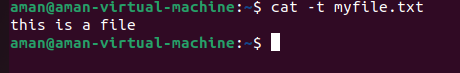 aman@aman-virtual-machine:~$ cat -t myfile.txt
this is a file
aman@aman-virtual-machine:~$